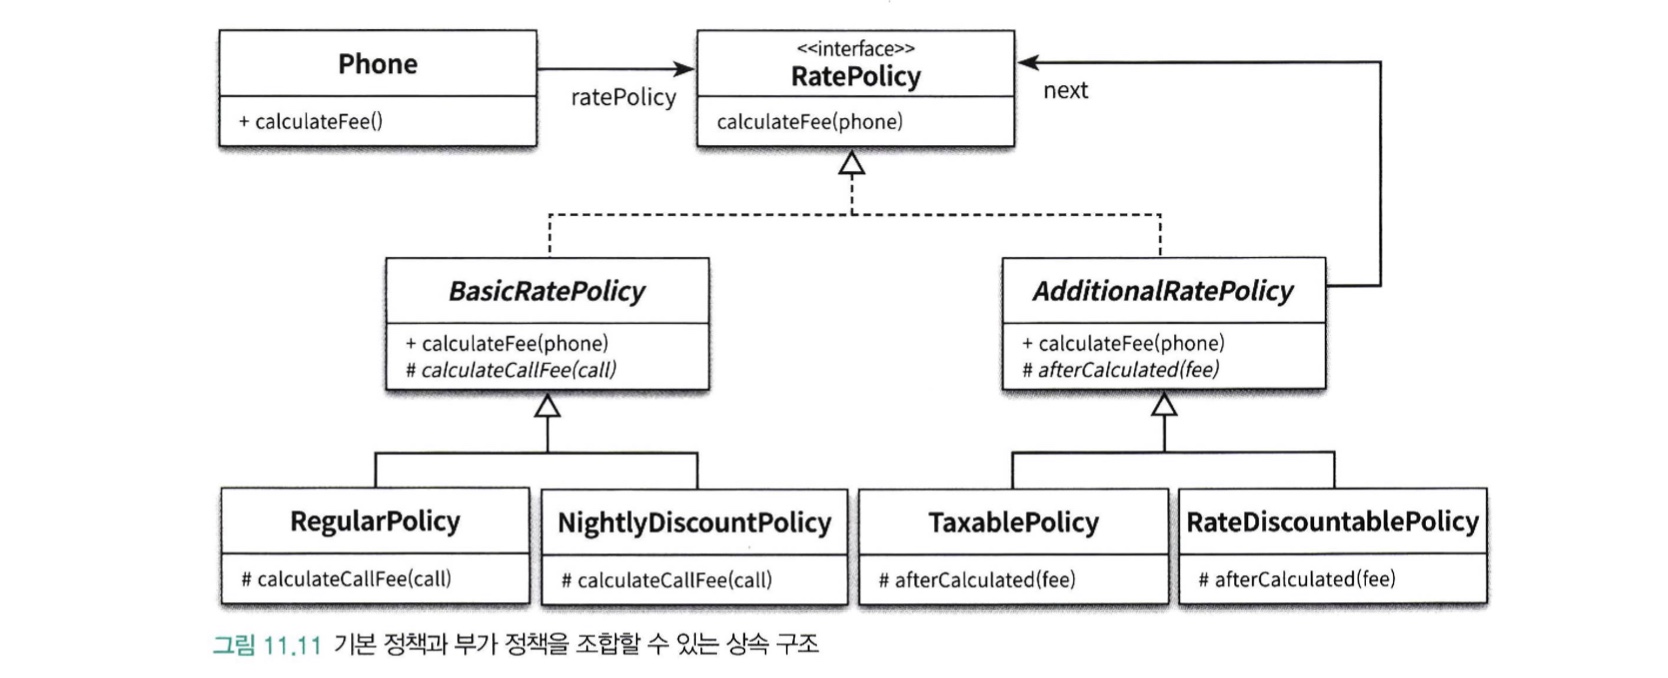 Phone
+ calculateFee()
ratePolicy
<<interface>>
RatePolicy
calculateFee(phone)
next
BasicRatePolicy
+ calculateFee(phone)
# calculateCallFee(call)
AdditionalRatePolicy
+ calculateFee(phone)
# afterCalculated(fee)
RegularPolicy
# calculateCallFee(call)
NightlyDiscountPolicy
# calculateCallFee(call)
TaxablePolicy
# afterCalculated(fee)
RateDiscountablePolicy
# afterCalculated(fee)
그림 11.11 기본 정책과 부가 정책을 조합할 수 있는 상속 구조